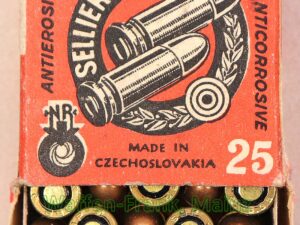 ANTIEROSI
SELLIER
ANTICORROSIVE
NR
MADE IN
CZECHOSLOVAKIA
25